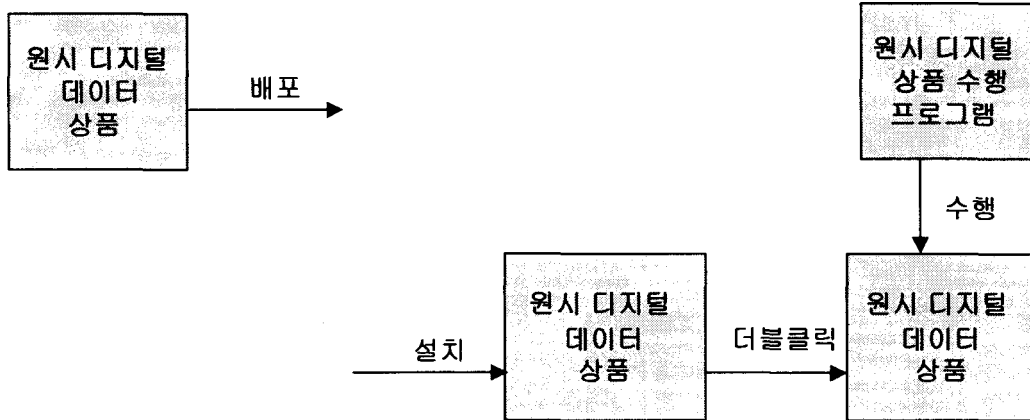 원시 디지털
데이터
상품
배포
원시 디지털
상품 수행
프로그램
수행
설치
원시 디지털
데이터
상품
더블클릭
원시 디지털
데이터
상품